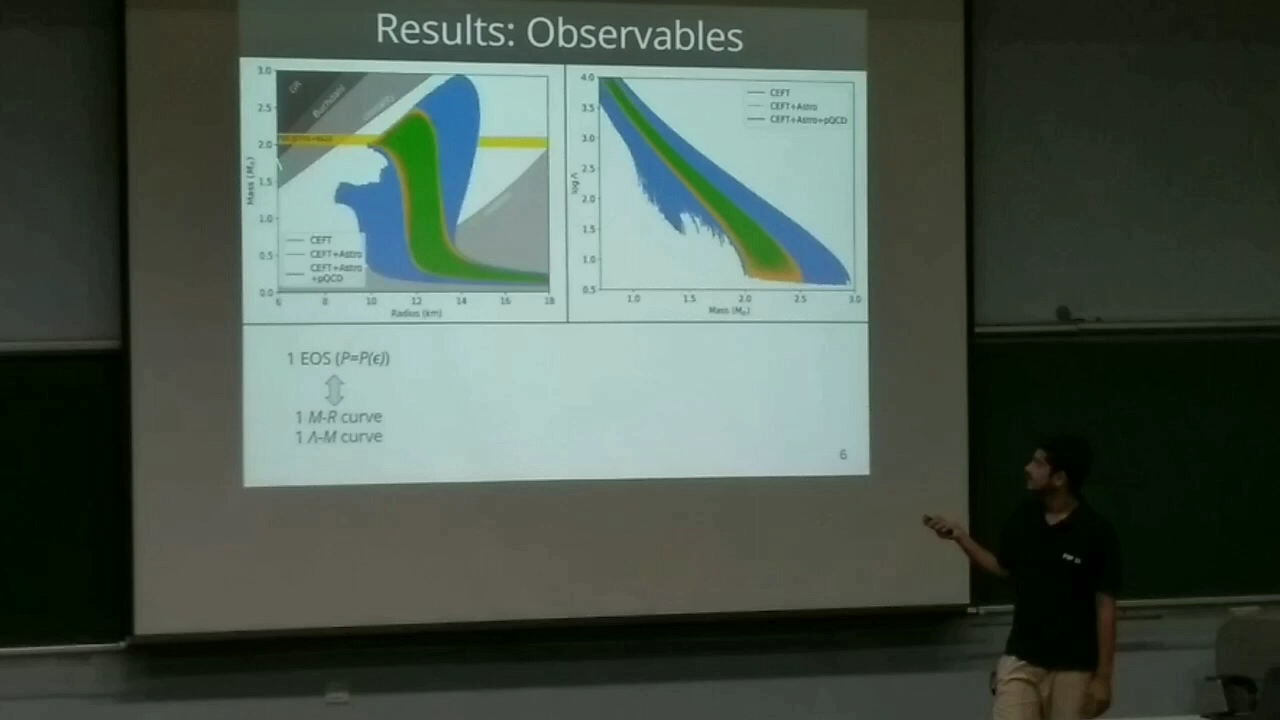 Results: Observables
3.0
2.5
2.0
1.5
1.0
0.5
0.0
Mass (M⊙)
GR
Buchdahl
CEFT
CEFT+Astro
CEFT+Astro
+pQCD
6 8 10 12 14 16 18
Radius (km)
4.0
3.5
3.0
2.5
2.0
1.5
1.0
0.5
log Λ
CEFT
CEFT+Astro
CEFT+Astro+pQCD
1.0 1.5 2.0 2.5 3.0
Mass (M⊙)
1 EOS (P=P(ϵ))
1 M-R curve
1 Λ-M curve
6